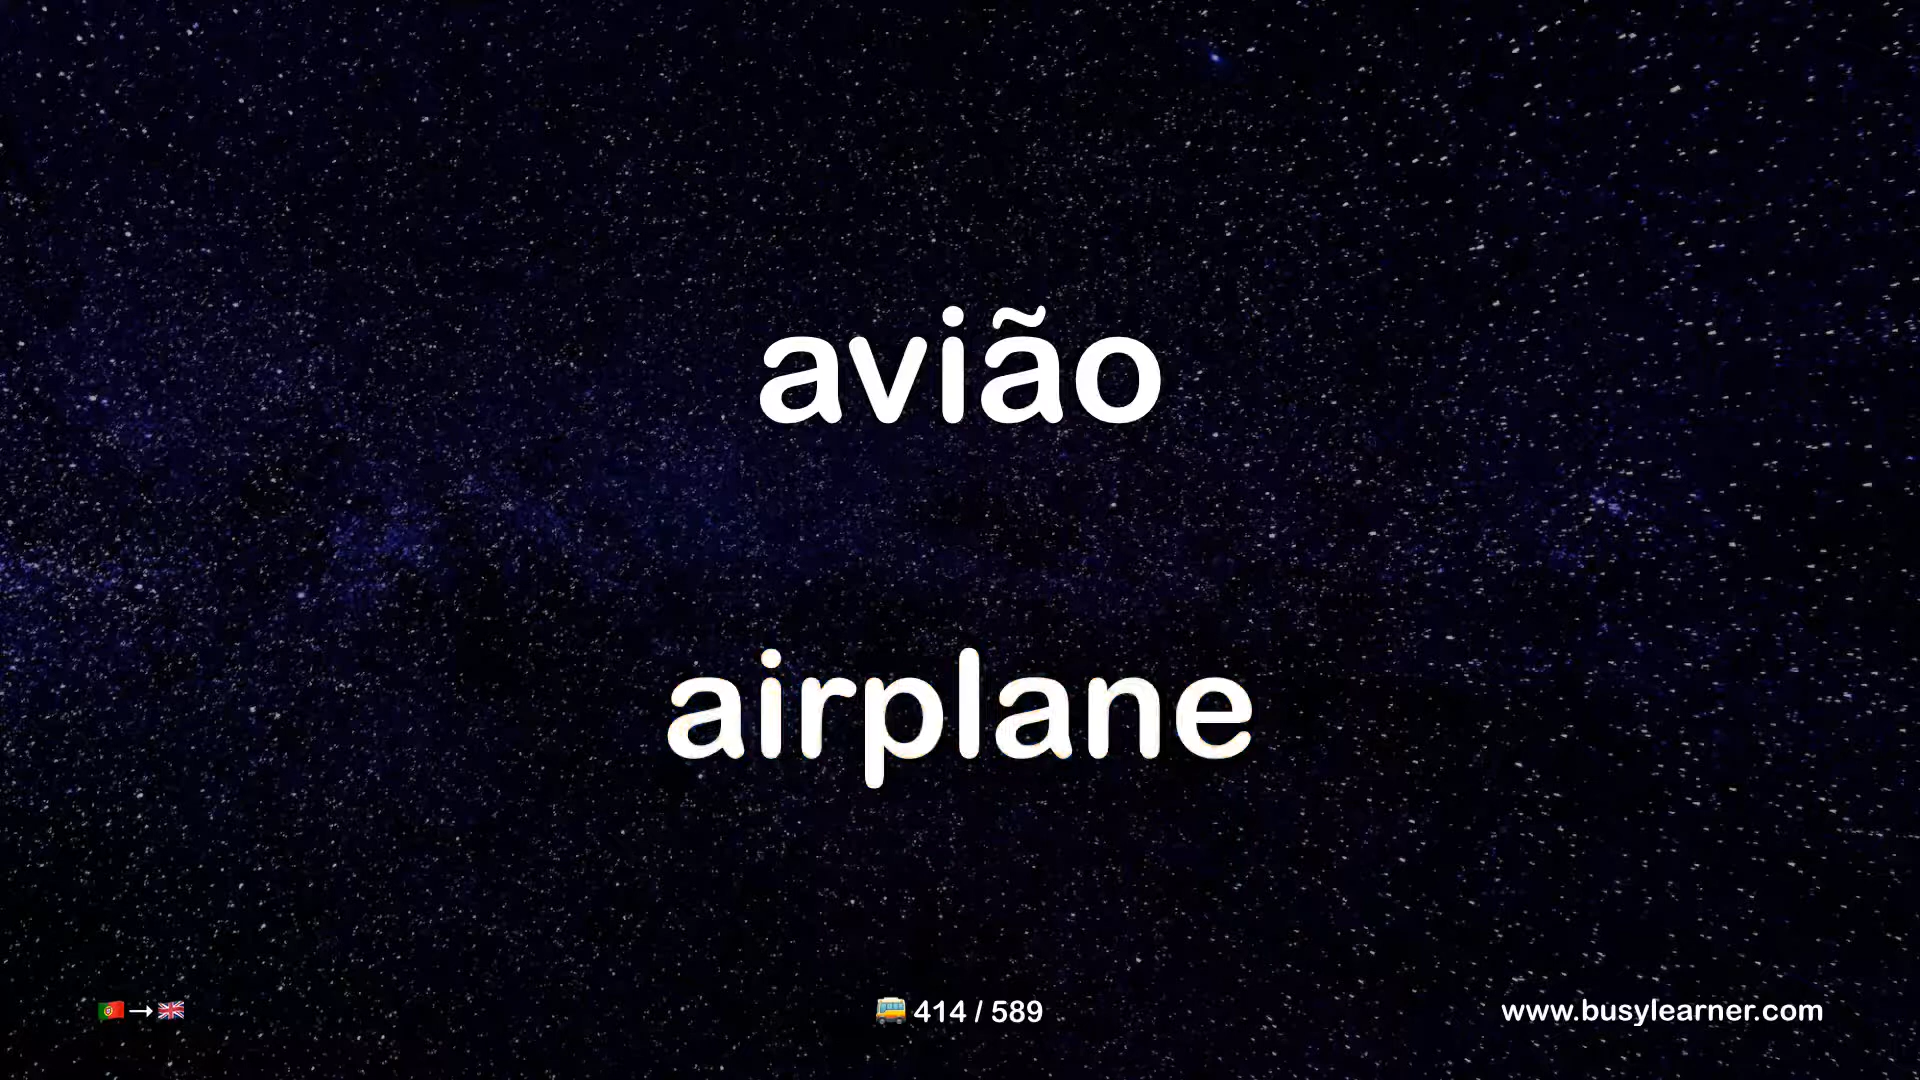 avião
airplane
🇵🇹→🇬🇧
🚌 414 / 589
www.busylearner.com